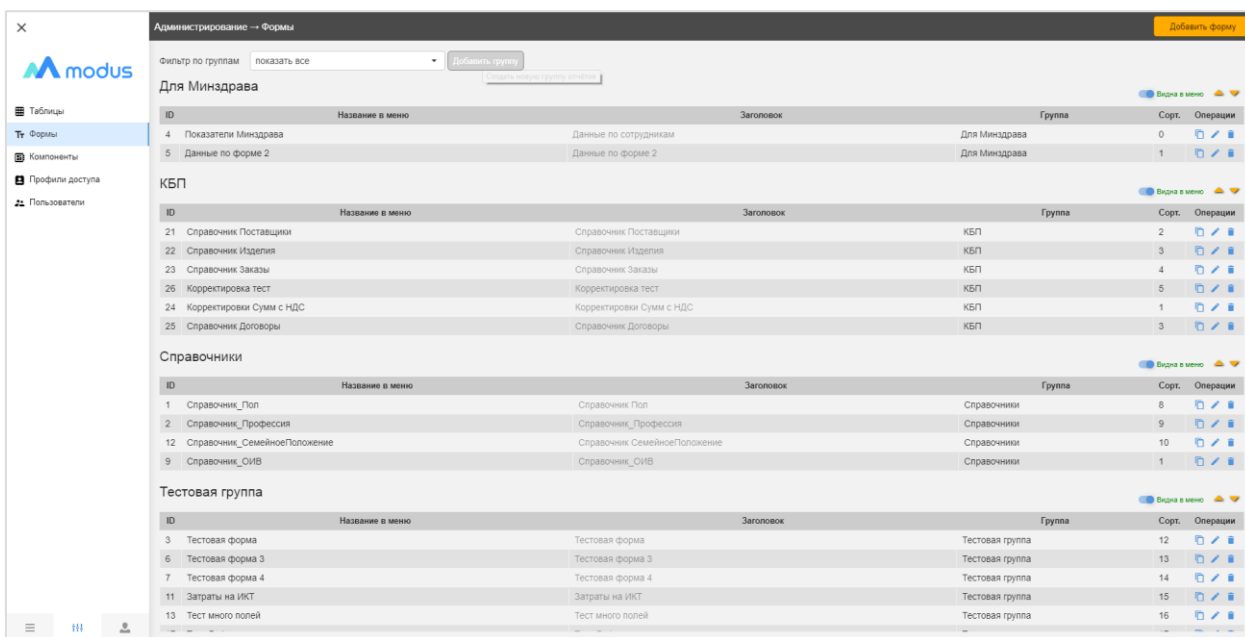 Администрирование → Формы
Добавить форму
modus
Таблицы
Формы
Компоненты
Профили доступа
Пользователи
Фильтр по группам показать все Добавить группу
Создать новую группу отчётов
Для Минздрава
Видна в меню
ID Название в меню Заголовок Группа Сорт. Операции
4 Показатели Минздрава Данные по сотрудникам Для Минздрава 0
5 Данные по форме 2 Данные по форме 2 Для Минздрава 1
КБП
Видна в меню
ID Название в меню Заголовок Группа Сорт. Операции
21 Справочник Поставщики Справочник Поставщики КБП 2
22 Справочник Изделия Справочник Изделия КБП 3
23 Справочник Заказы Справочник Заказы КБП 4
26 Корректировка тест Корректировка тест КБП 5
24 Корректировки Сумм с НДС Корректировки Сумм с НДС КБП 1
25 Справочник Договоры Справочник Договоры КБП 3
Справочники
Видна в меню
ID Название в меню Заголовок Группа Сорт. Операции
1 Справочник_Пол Справочник Пол Справочники 8
2 Справочник_Профессия Справочник_Профессия Справочники 9
12 Справочник_СемейноеПоложение Справочник СемейноеПоложение Справочники 10
9 Справочник_ОИВ Справочник_ОИВ Справочники 1
Тестовая группа
Видна в меню
ID Название в меню Заголовок Группа Сорт. Операции
3 Тестовая форма Тестовая форма Тестовая группа 12
6 Тестовая форма 3 Тестовая форма 3 Тестовая группа 13
7 Тестовая форма 4 Тестовая форма 4 Тестовая группа 14
11 Затраты на ИКТ Затраты на ИКТ Тестовая группа 15
13 Тест много полей Тест много полей Тестовая группа 16